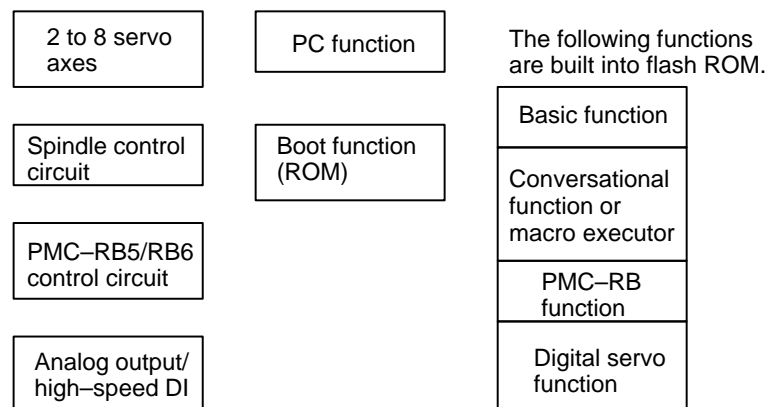 2 to 8 servo
axes
Spindle control
circuit
PMC–RB5/RB6
control circuit
Analog output/
high–speed DI
PC function
Boot function
(ROM)
The following functions
are built into flash ROM.
Basic function
Conversational
function or
macro executor
PMC–RB
function
Digital servo
function